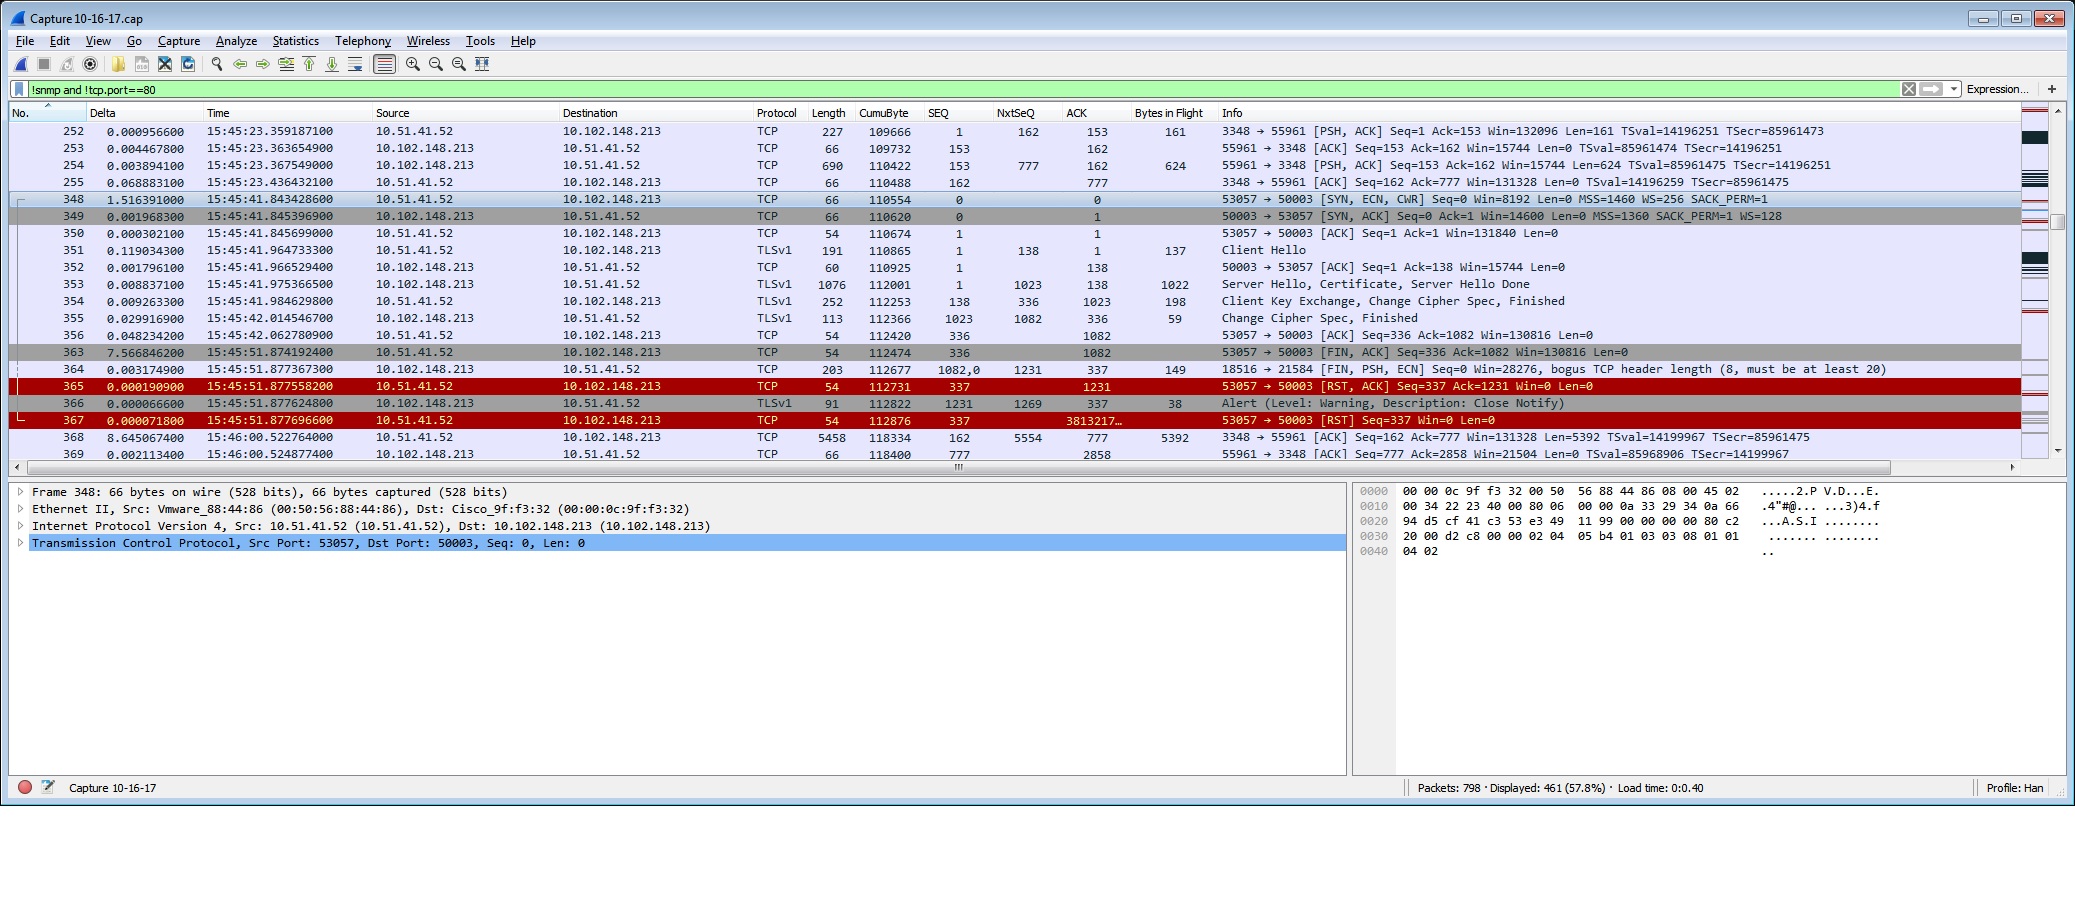 Capture 10-16-17.cap
File Edit View Go Capture Analyze Statistics Telephony Wireless Tools Help
!snmp and !tcp.port==80 Expression... +
No. Delta Time Source Destination Protocol Length CumuByte SEQ NxtSeQ ACK Bytes in Flight Info
252 0.000956600 15:45:23.359187100 10.51.41.52 10.102.148.213 TCP 227 109666 1 162 153 161 3348 → 55961 [PSH, ACK] Seq=1 Ack=153 Win=132096 Len=161 TSval=14196251 TSecr=85961473
253 0.004467800 15:45:23.363654900 10.102.148.213 10.51.41.52 TCP 66 109732 153 162 55961 → 3348 [ACK] Seq=153 Ack=162 Win=15744 Len=0 TSval=85961474 TSecr=14196251
254 0.003894100 15:45:23.367549000 10.102.148.213 10.51.41.52 TCP 690 110422 153 777 162 624 55961 → 3348 [PSH, ACK] Seq=153 Ack=162 Win=15744 Len=624 TSval=85961475 TSecr=14196251
255 0.068883100 15:45:23.436432100 10.51.41.52 10.102.148.213 TCP 66 110488 162 777 3348 → 55961 [ACK] Seq=162 Ack=777 Win=131328 Len=0 TSval=14196259 TSecr=85961475
348 1.516391000 15:45:41.843428600 10.51.41.52 10.102.148.213 TCP 66 110554 0 0 53057 → 50003 [SYN, ECN, CWR] Seq=0 Win=8192 Len=0 MSS=1460 WS=256 SACK_PERM=1
349 0.001968300 15:45:41.845396900 10.102.148.213 10.51.41.52 TCP 66 110620 0 1 50003 → 53057 [SYN, ACK] Seq=0 Ack=1 Win=14600 Len=0 MSS=1360 SACK_PERM=1 WS=128
350 0.000302100 15:45:41.845699000 10.51.41.52 10.102.148.213 TCP 54 110674 1 1 53057 → 50003 [ACK] Seq=1 Ack=1 Win=131840 Len=0
351 0.119034300 15:45:41.964733300 10.51.41.52 10.102.148.213 TLSv1 191 110865 1 138 1 137 Client Hello
352 0.001796100 15:45:41.966529400 10.102.148.213 10.51.41.52 TCP 60 110925 1 138 50003 → 53057 [ACK] Seq=1 Ack=138 Win=15744 Len=0
353 0.008837100 15:45:41.975366500 10.102.148.213 10.51.41.52 TLSv1 1076 112001 1 1023 138 1022 Server Hello, Certificate, Server Hello Done
354 0.009263300 15:45:41.984629800 10.51.41.52 10.102.148.213 TLSv1 252 112253 138 336 1023 198 Client Key Exchange, Change Cipher Spec, Finished
355 0.029916900 15:45:42.014546700 10.102.148.213 10.51.41.52 TLSv1 113 112366 1023 1082 336 59 Change Cipher Spec, Finished
356 0.048234200 15:45:42.062780900 10.51.41.52 10.102.148.213 TCP 54 112420 336 1082 53057 → 50003 [ACK] Seq=336 Ack=1082 Win=130816 Len=0
363 7.566846200 15:45:51.874192400 10.51.41.52 10.102.148.213 TCP 54 112474 336 1082 53057 → 50003 [FIN, ACK] Seq=336 Ack=1082 Win=130816 Len=0
364 0.003174900 15:45:51.877367300 10.102.148.213 10.51.41.52 TCP 203 112677 1082,0 1231 337 149 18516 → 21584 [FIN, PSH, ECN] Seq=0 Win=28276, bogus TCP header length (8, must be at least 20)
365 0.000190900 15:45:51.877558200 10.51.41.52 10.102.148.213 TCP 54 112731 337 1231 53057 → 50003 [RST, ACK] Seq=337 Ack=1231 Win=0 Len=0
366 0.000066600 15:45:51.877624800 10.102.148.213 10.51.41.52 TLSv1 91 112822 1231 1269 337 38 Alert (Level: Warning, Description: Close Notify)
367 0.000071800 15:45:51.877696600 10.51.41.52 10.102.148.213 TCP 54 112876 337 3813217… 53057 → 50003 [RST] Seq=337 Win=0 Len=0
368 8.645067400 15:46:00.522764000 10.51.41.52 10.102.148.213 TCP 5458 118334 162 5554 777 5392 3348 → 55961 [ACK] Seq=162 Ack=777 Win=131328 Len=5392 TSval=14199967 TSecr=85961475
369 0.002113400 15:46:00.524877400 10.102.148.213 10.51.41.52 TCP 66 118400 777 2858 55961 → 3348 [ACK] Seq=777 Ack=2858 Win=21504 Len=0 TSval=85968906 TSecr=14199967
Frame 348: 66 bytes on wire (528 bits), 66 bytes captured (528 bits)
Ethernet II, Src: Vmware_88:44:86 (00:50:56:88:44:86), Dst: Cisco_9f:f3:32 (00:00:0c:9f:f3:32)
Internet Protocol Version 4, Src: 10.51.41.52 (10.51.41.52), Dst: 10.102.148.213 (10.102.148.213)
Transmission Control Protocol, Src Port: 53057, Dst Port: 50003, Seq: 0, Len: 0
0000 00 00 0c 9f f3 32 00 50 56 88 44 86 08 00 45 02 .....2.P V.D...E.
0010 00 34 22 23 40 00 80 06 00 00 0a 33 29 34 0a 66 .4"#@... ...3)4.f
0020 94 d5 cf 41 c3 53 e3 49 11 99 00 00 00 00 80 c2 ...A.S.I ........
0030 20 00 d2 c8 00 00 02 04 05 b4 01 03 03 08 01 01 ....... ........
0040 04 02 ..
Capture 10-16-17 Packets: 798 · Displayed: 461 (57.8%) · Load time: 0:0.40 Profile: Han